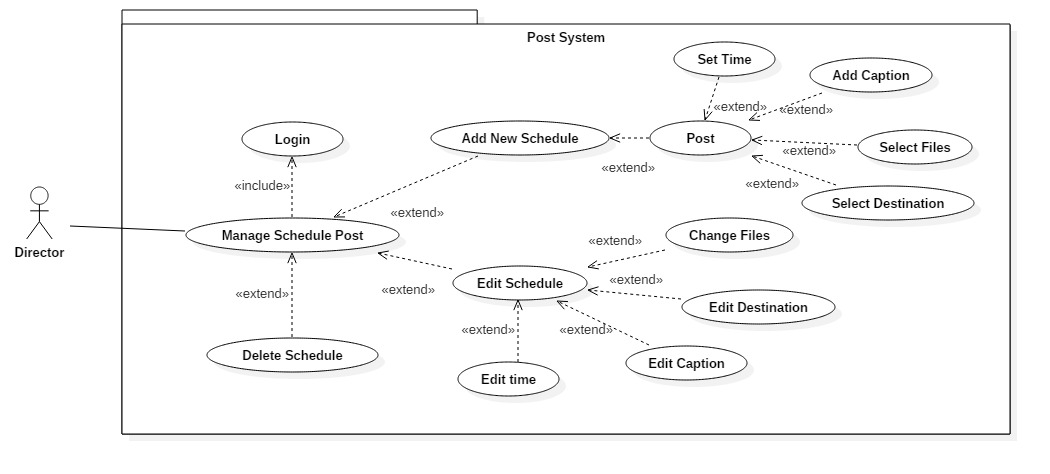 Post System
Set Time
Add Caption
«extend»
«extend»
Login
Add New Schedule
Post
Select Files
«extend»
«extend»
«include»
«extend»
Select Destination
«extend»
Director
Manage Schedule Post
Change Files
«extend»
«extend»
Edit Schedule
«extend»
«extend»
Edit Destination
«extend»
«extend»
Delete Schedule
Edit Caption
Edit time